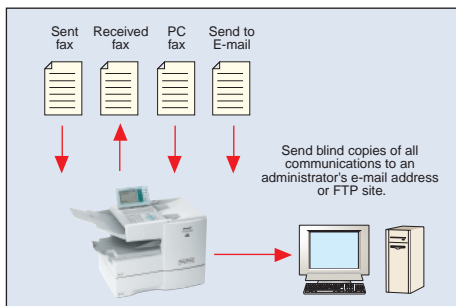 Sent fax
Received fax
PC fax
Send to E-mail
Send blind copies of all
communications to an
administrator's e-mail address
or FTP site.